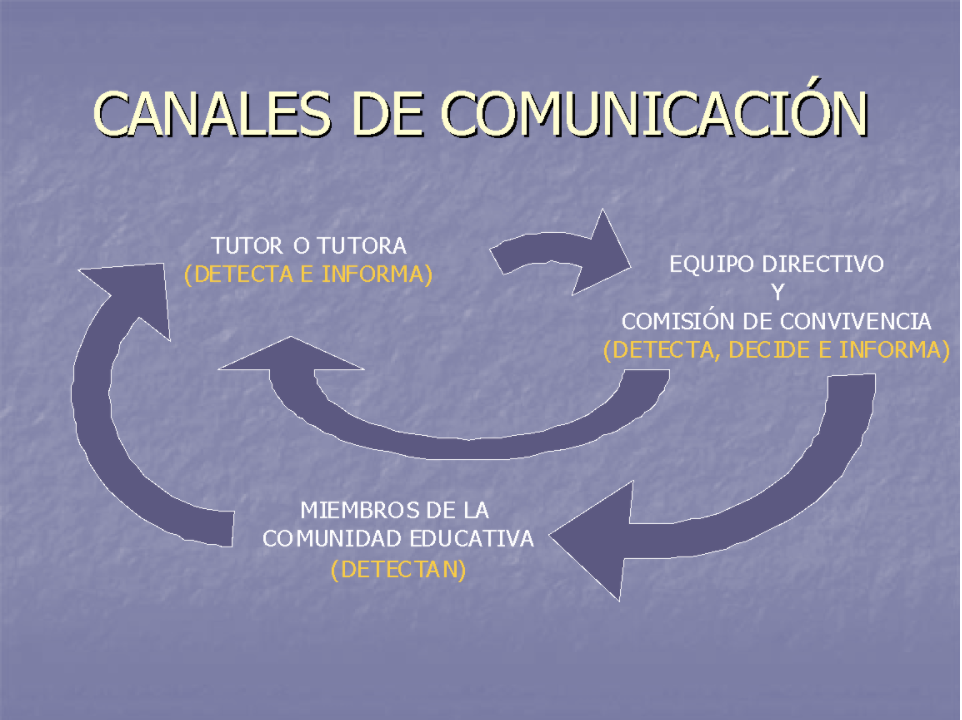 CANALES DE COMUNICACIÓN
TUTOR O TUTORA
(DETECTA E INFORMA)
EQUIPO DIRECTIVO
Y
COMISIÓN DE CONVIVENCIA
(DETECTA, DECIDE E INFORMA)
MIEMBROS DE LA
COMUNIDAD EDUCATIVA
(DETECTAN)